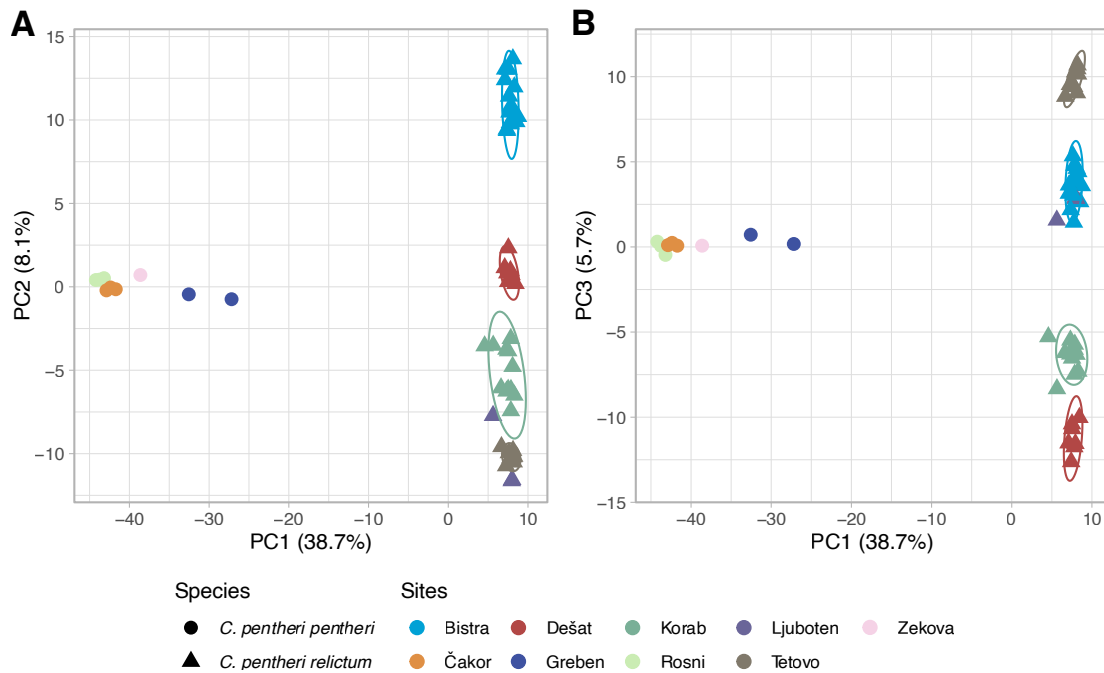 A
15
10
5
0
−5
−10
−40
−30
−20
−10
0
10
PC2 (8.1%)
PC1 (38.7%)
B
10
5
0
−5
−10
−15
−40
−30
−20
−10
0
10
PC3 (5.7%)
PC1 (38.7%)
Species
C. pentheri pentheri
C. pentheri relictum
Sites
Bistra Dešat Korab Ljuboten Zekova
Čakor Greben Rosni Tetovo